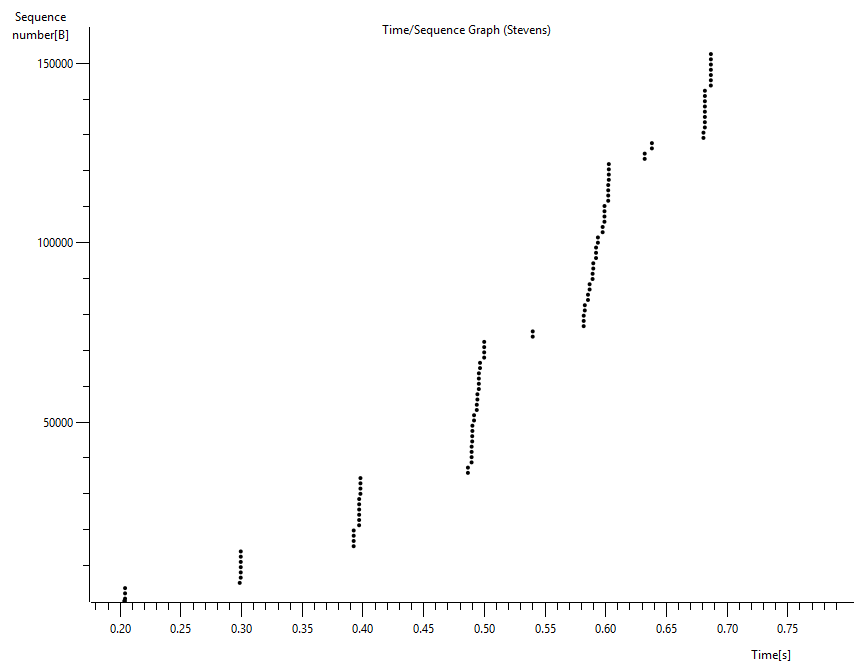 Sequence
number[B]
Time/Sequence Graph (Stevens)
150000
100000
50000
0.20 0.25 0.30 0.35 0.40 0.45 0.50 0.55 0.60 0.65 0.70 0.75
Time[s]